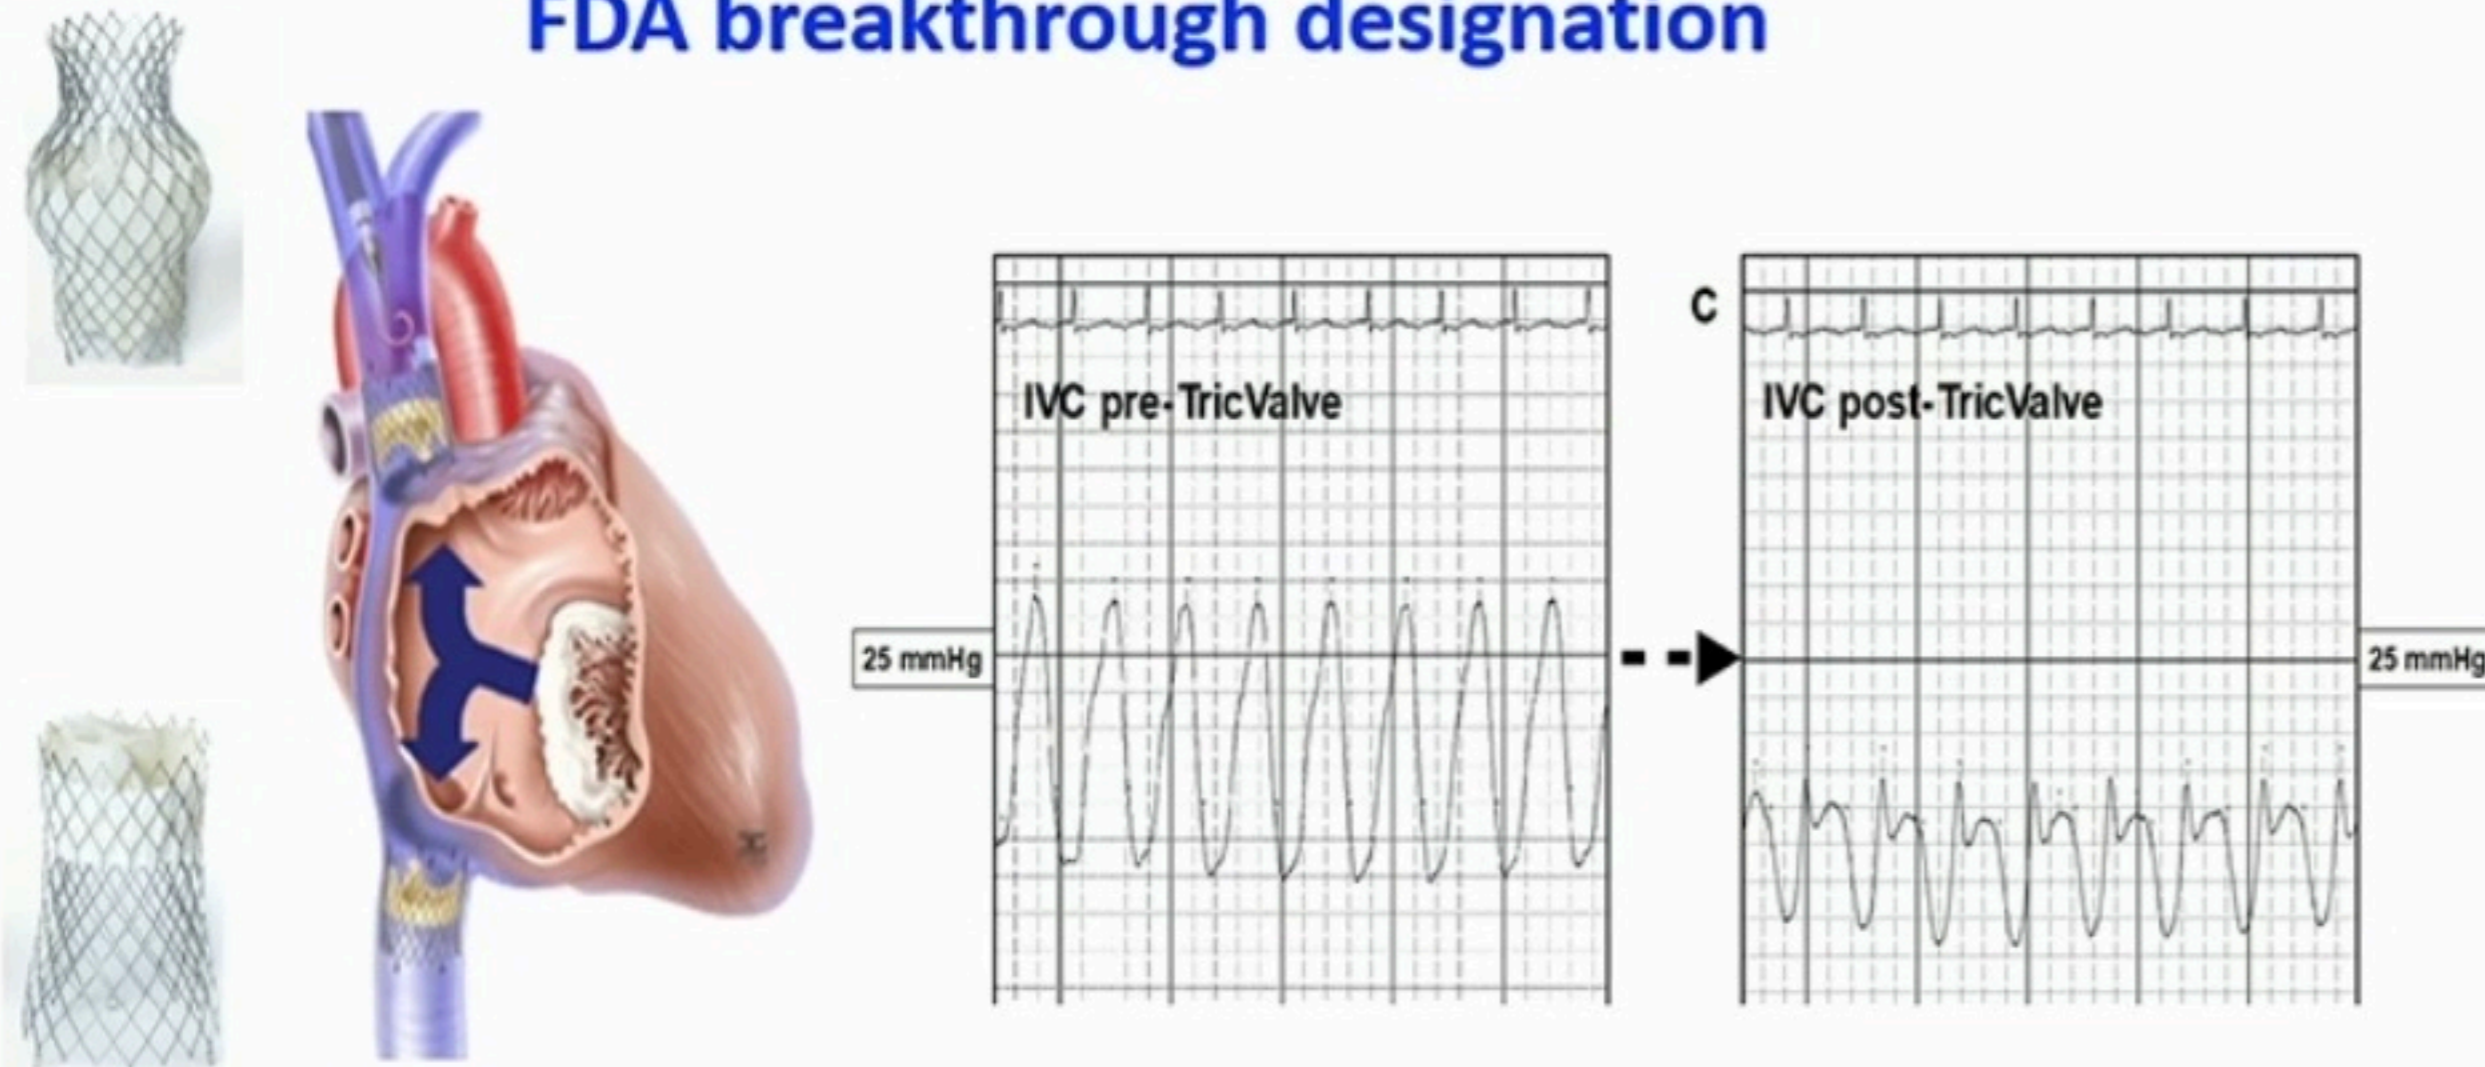 FDA breakthrough designation
IVC pre-TricValve
25 mmHg
C
IVC post-TricValve
25 mmHg